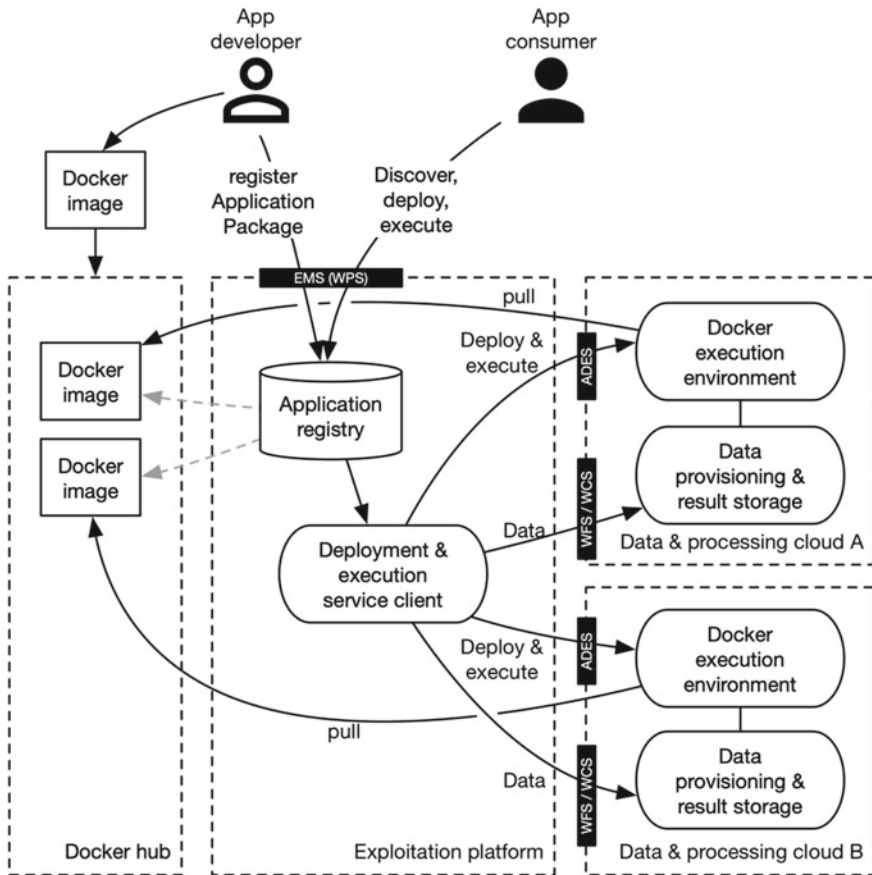 App
developer
App
consumer
Docker
image
register
Application
Package
Discover,
deploy,
execute
EMS (WPS)
pull
Docker
image
Docker
image
Application
registry
Deploy &
execute
ADES
Docker
execution
environment
Data
provisioning &
result storage
WFS / WCS
Data
Data & processing cloud A
Deployment &
execution
service client
Deploy &
execute
ADES
Docker
execution
environment
pull
Data
WFS / WCS
Data
provisioning &
result storage
Docker hub
Exploitation platform
Data & processing cloud B